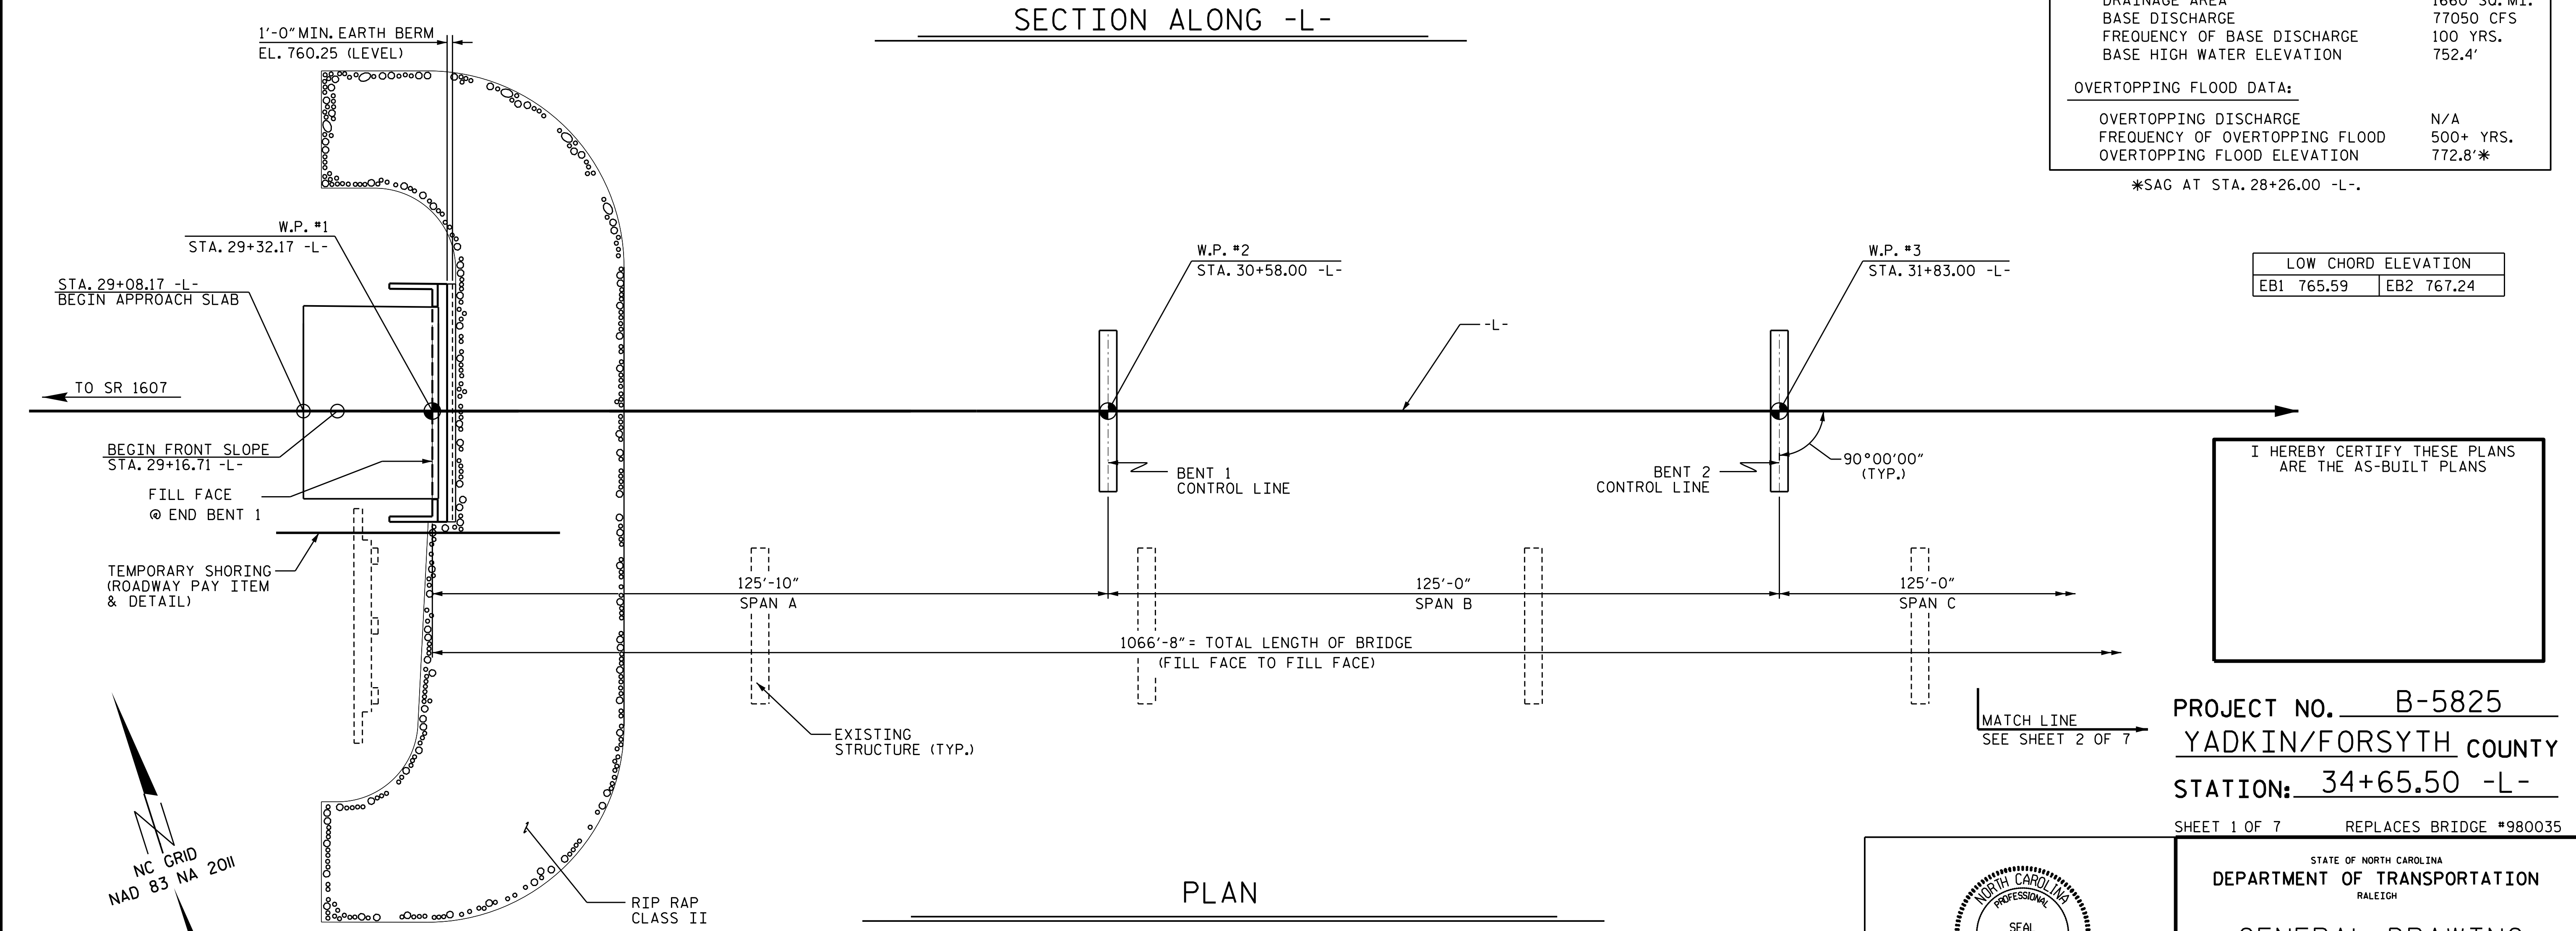 SECTION ALONG -L-
DRAINAGE AREA 1660 SQ. MI.
BASE DISCHARGE 77050 CFS
FREQUENCY OF BASE DISCHARGE 100 YRS.
BASE HIGH WATER ELEVATION 752.4'
OVERTOPPING FLOOD DATA:
OVERTOPPING DISCHARGE N/A
FREQUENCY OF OVERTOPPING FLOOD 500+ YRS.
OVERTOPPING FLOOD ELEVATION 772.8'*
*SAG AT STA. 28+26.00 -L-.
1'-0" MIN. EARTH BERM
EL. 760.25 (LEVEL)
W.P. #1
STA. 29+32.17 -L-
STA. 29+08.17 -L-
BEGIN APPROACH SLAB
TO SR 1607
BEGIN FRONT SLOPE
STA. 29+16.71 -L-
FILL FACE
@ END BENT 1
TEMPORARY SHORING
(ROADWAY PAY ITEM
& DETAIL)
W.P. #2
STA. 30+58.00 -L-
W.P. #3
STA. 31+83.00 -L-
-L-
LOW CHORD ELEVATION
EB1 765.59 EB2 767.24
BENT 1
CONTROL LINE
BENT 2
CONTROL LINE
90°00'00"
(TYP.)
I HEREBY CERTIFY THESE PLANS
ARE THE AS-BUILT PLANS
125'-10"
SPAN A
125'-0"
SPAN B
125'-0"
SPAN C
1066'-8" = TOTAL LENGTH OF BRIDGE
(FILL FACE TO FILL FACE)
EXISTING
STRUCTURE (TYP.)
MATCH LINE
SEE SHEET 2 OF 7
NC GRID
NAD 83 NA 2011
RIP RAP
CLASS II
PLAN
PROJECT NO. B-5825
YADKIN/FORSYTH COUNTY
STATION: 34+65.50 -L-
SHEET 1 OF 7 REPLACES BRIDGE #980035
STATE OF NORTH CAROLINA
DEPARTMENT OF TRANSPORTATION
RALEIGH
GENERAL DRAWING
NORTH CAROLINA
PROFESSIONAL
SEAL